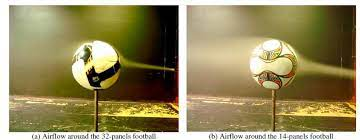 (a) Airflow around the 32-panels football
(b) Airflow around the 14-panels football